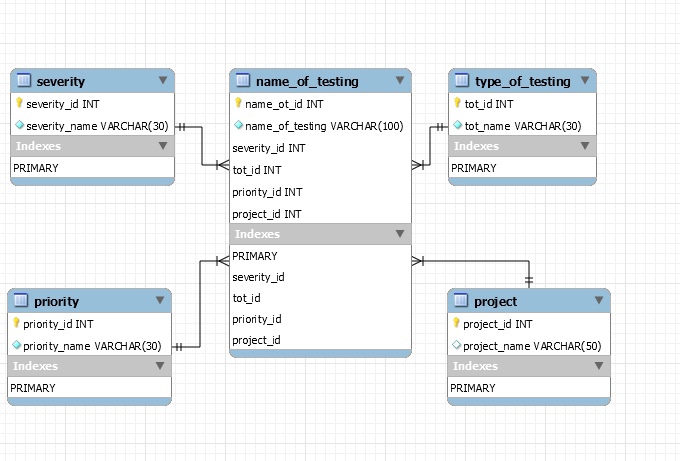 severity
severity_id INT
severity_name VARCHAR(30)
Indexes
PRIMARY
name_of_testing
name_ot_id INT
name_of_testing VARCHAR(100)
severity_id INT
tot_id INT
priority_id INT
project_id INT
Indexes
PRIMARY
severity_id
tot_id
priority_id
project_id
type_of_testing
tot_id INT
tot_name VARCHAR(30)
Indexes
PRIMARY
priority
priority_id INT
priority_name VARCHAR(30)
Indexes
PRIMARY
project
project_id INT
project_name VARCHAR(50)
Indexes
PRIMARY